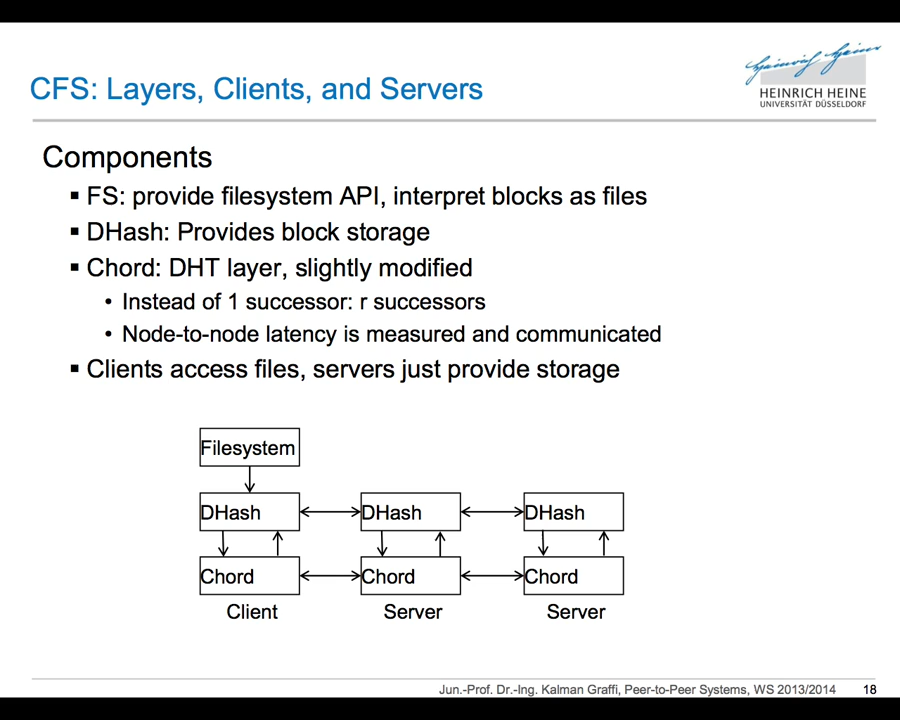 CFS: Layers, Clients, and Servers
Heinrich Heine
HEINRICH HEINE
UNIVERSITÄT DÜSSELDORF
Components
▪ FS: provide filesystem API, interpret blocks as files
▪ DHash: Provides block storage
▪ Chord: DHT layer, slightly modified
• Instead of 1 successor: r successors
• Node-to-node latency is measured and communicated
▪ Clients access files, servers just provide storage
Filesystem
DHash DHash DHash
Chord Chord Chord
Client Server Server
Jun.-Prof. Dr.-Ing. Kalman Graffi, Peer-to-Peer Systems, WS 2013/2014 18